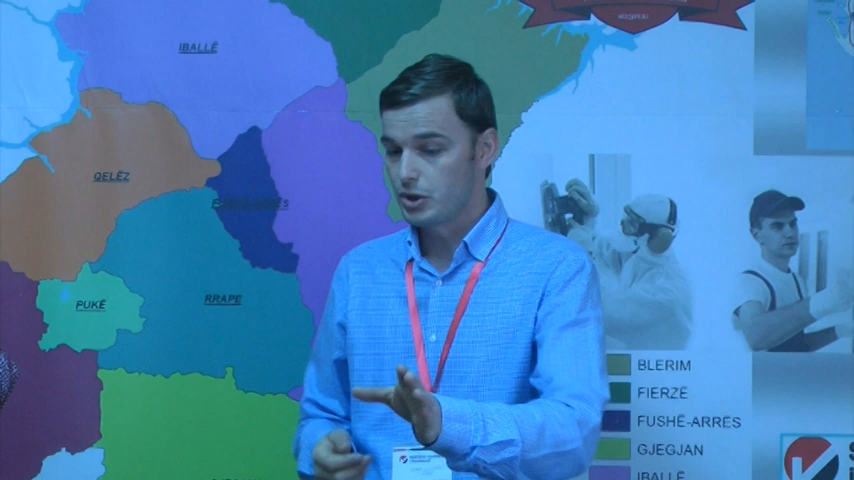 IBALLË
QELËZ
PUKË
RRAPE
BLERIM
FIERZË
FUSHË-ARRËS
GJEGJAN
IBALLË